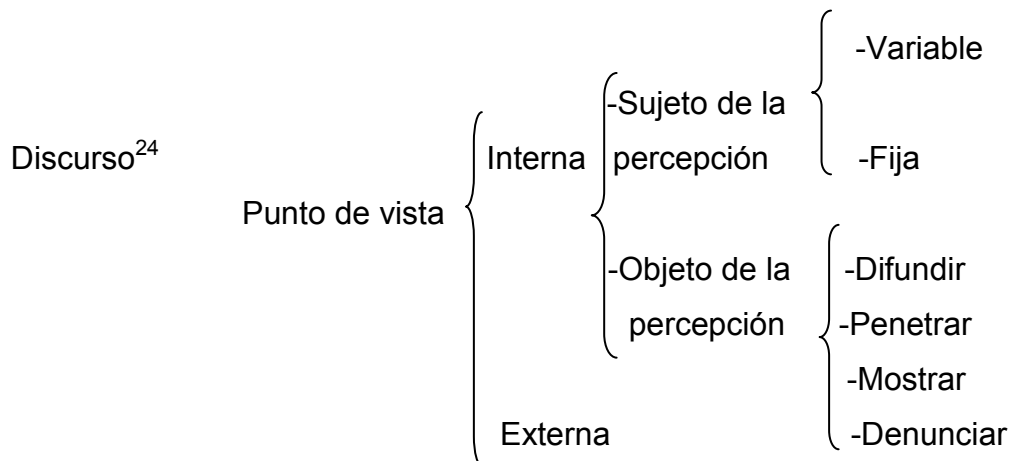 -Variable
-Sujeto de la
Discurso²⁴ Interna percepción -Fija
Punto de vista
-Objeto de la -Difundir
percepción -Penetrar
-Mostrar
Externa -Denunciar